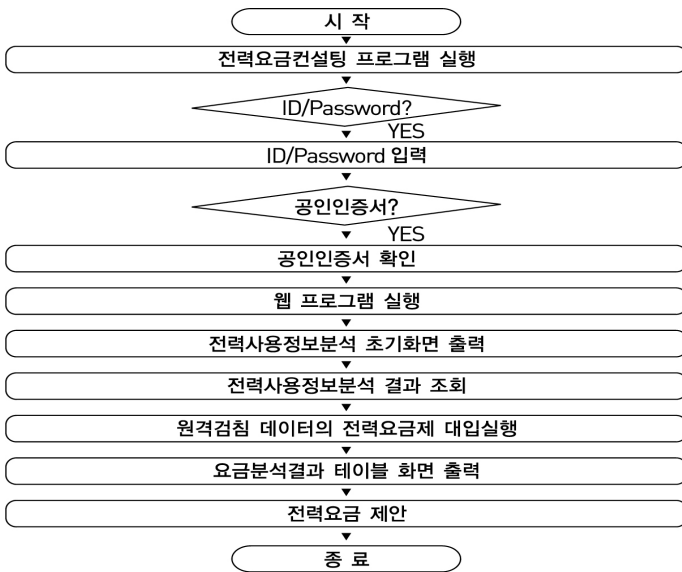 시 작
전력요금컨설팅 프로그램 실행
ID/Password?
YES
ID/Password 입력
공인인증서?
YES
공인인증서 확인
웹 프로그램 실행
전력사용정보분석 초기화면 출력
전력사용정보분석 결과 조회
원격검침 데이터의 전력요금제 대입실행
요금분석결과 테이블 화면 출력
전력요금 제안
종 료